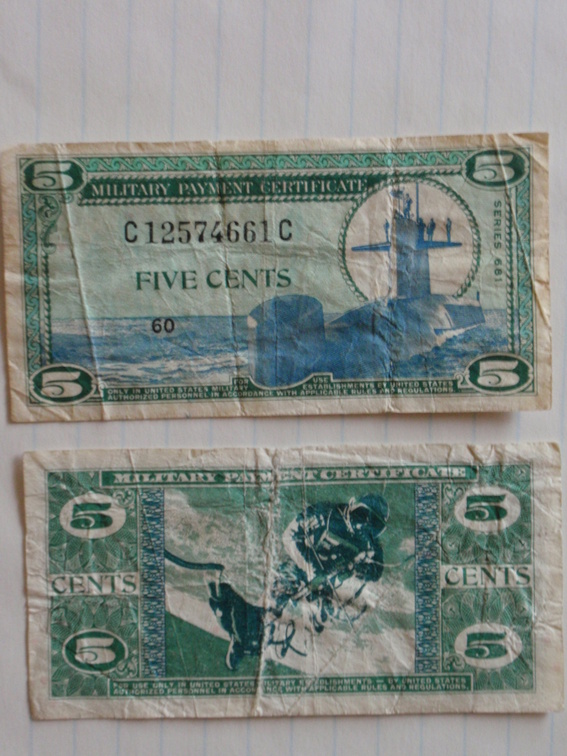 5 5
MILITARY PAYMENT CERTIFICATE
C12574661C
SERIES 681
FIVE CENTS
60
5 5
FOR USE
ONLY IN UNITED STATES MILITARY ESTABLISHMENTS BY UNITED STATES
AUTHORIZED PERSONNEL IN ACCORDANCE WITH APPLICABLE RULES AND REGULATIONS
MILITARY PAYMENT CERTIFICATE
5 5
CENTS CENTS
5 5
FOR USE ONLY IN UNITED STATES MILITARY ESTABLISHMENTS BY UNITED STATES
AUTHORIZED PERSONNEL IN ACCORDANCE WITH APPLICABLE RULES AND REGULATIONS.